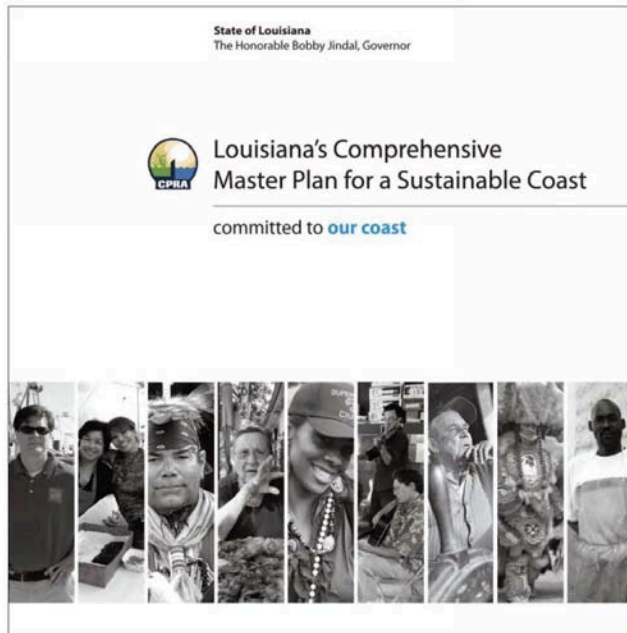 State of Louisiana
The Honorable Bobby Jindal, Governor
CPRA
Louisiana's Comprehensive
Master Plan for a Sustainable Coast
committed to our coast